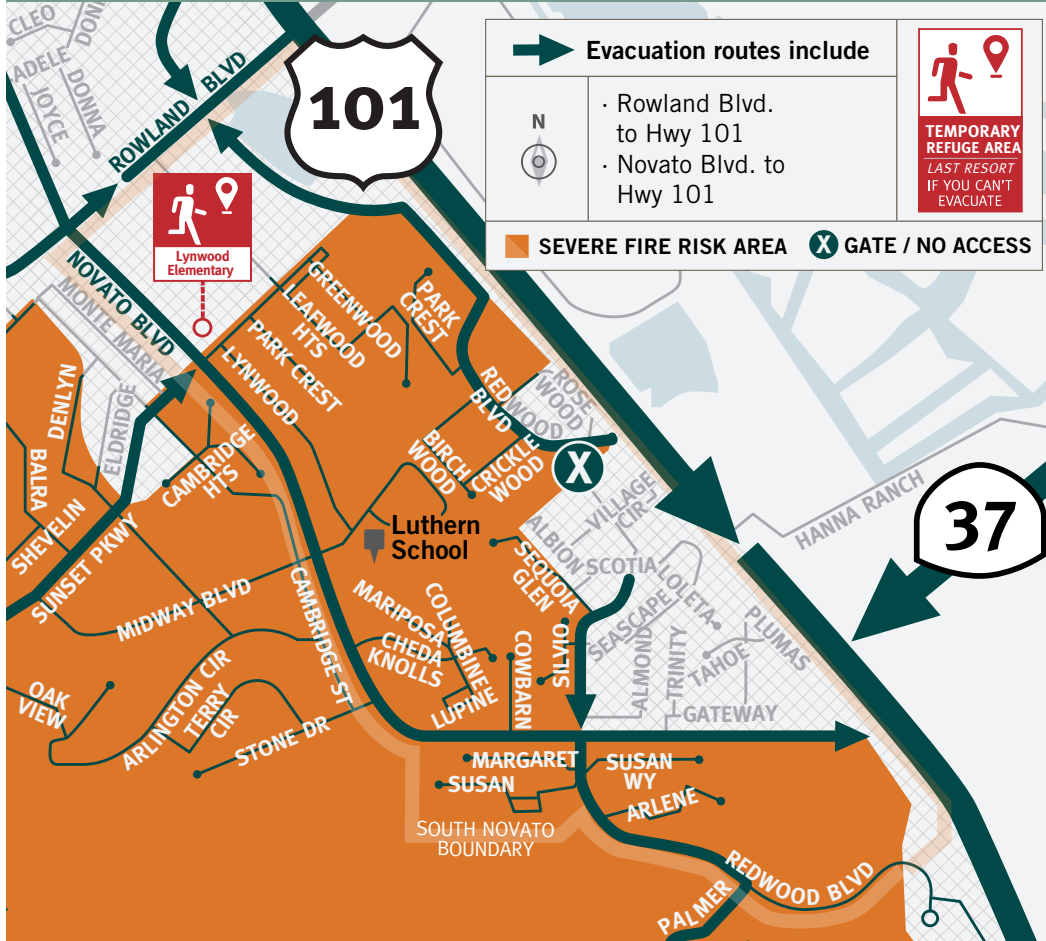 CLEO
DONN
ADELE
JOYCE
DONNA
ROWLAND BLVD
101
Evacuation routes include
· Rowland Blvd.
to Hwy 101
· Novato Blvd. to
Hwy 101
N
TEMPORARY
REFUGE AREA
LAST RESORT
IF YOU CAN'T
EVACUATE
SEVERE FIRE RISK AREA
X GATE / NO ACCESS
Lynwood
Elementary
NOVATO BLVD
MONTE MARIA
GREENWOOD
LEAFWOOD
HTS
PARK CREST
LYNWOOD
PARK
CREST
REDWOOD
BLVD
ROSE
WOOD
BIRCH
WOOD
CRICKLE
WOOD
X
DENLYN
ELDRIDGE
BALRA
CAMBRIDGE
HTS
SHEVELIN
SUNSET PKWY
Luthern
School
VILLAGE
CIR
ALBION
SCOTIA
SEQUOIA
GLEN
HANNA RANCH
37
MIDWAY BLVD
CAMBRIDGE ST
MARIPOSA
COLUMBINE
CHEDA
KNOLLS
LUPINE
COWBARN
SILVIO
SEASCAPE
LOLETA
PLUMAS
ALMOND
TRINITY
TAHOE
GATEWAY
OAK
VIEW
ARLINGTON CIR
TERRY
CIR
STONE DR
MARGARET
SUSAN
SUSAN
WY
ARLENE
SOUTH NOVATO
BOUNDARY
REDWOOD BLVD
PALMER